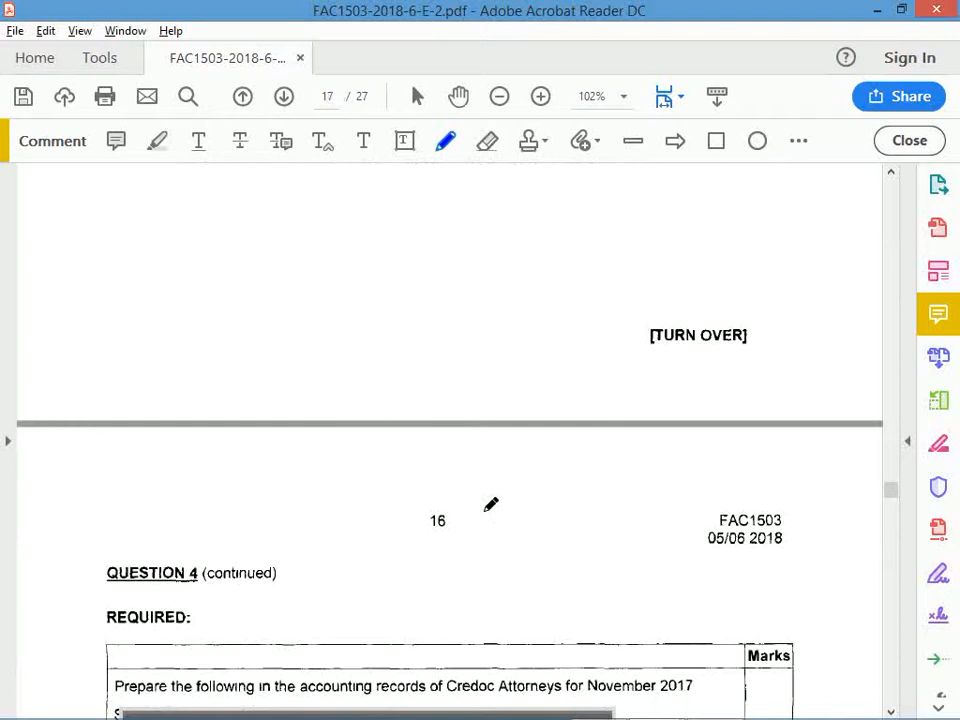 FAC1503-2018-6-E-2.pdf - Adobe Acrobat Reader DC
File Edit View Window Help
Home Tools FAC1503-2018-6-... × Sign In
17 / 27 102% Share
Comment Close
[TURN OVER]
16 FAC1503
05/06 2018
QUESTION 4 (continued)
REQUIRED:
Marks
Prepare the following in the accounting records of Credoc Attorneys for November 2017